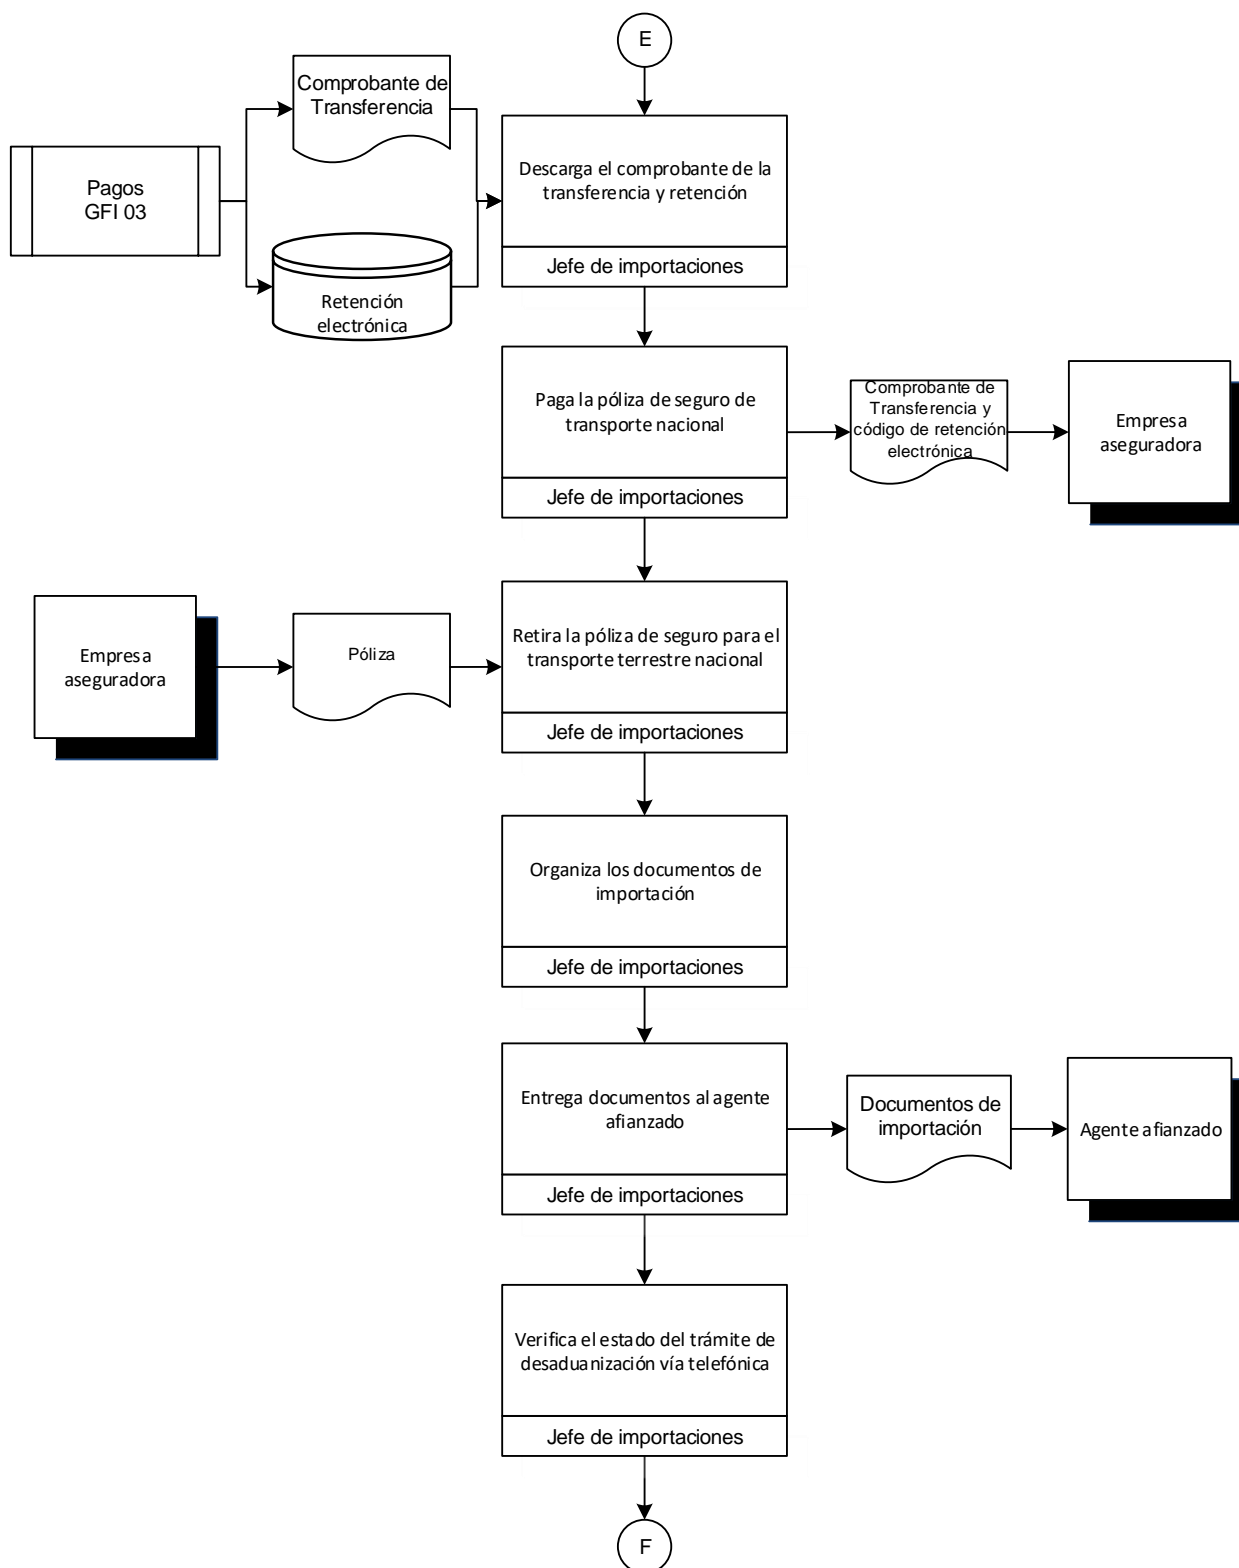 E
Comprobante de
Transferencia
Pagos
GFI 03
Retención
electrónica
Descarga el comprobante de la
transferencia y retención
Jefe de importaciones
Paga la póliza de seguro de
transporte nacional
Jefe de importaciones
Comprobante de
Transferencia y
código de retención
electrónica
Empresa
aseguradora
Empresa
aseguradora
Póliza
Retira la póliza de seguro para el
transporte terrestre nacional
Jefe de importaciones
Organiza los documentos de
importación
Jefe de importaciones
Entrega documentos al agente
afianzado
Jefe de importaciones
Documentos de
importación
Agente afianzado
Verifica el estado del trámite de
desaduanización vía telefónica
Jefe de importaciones
F